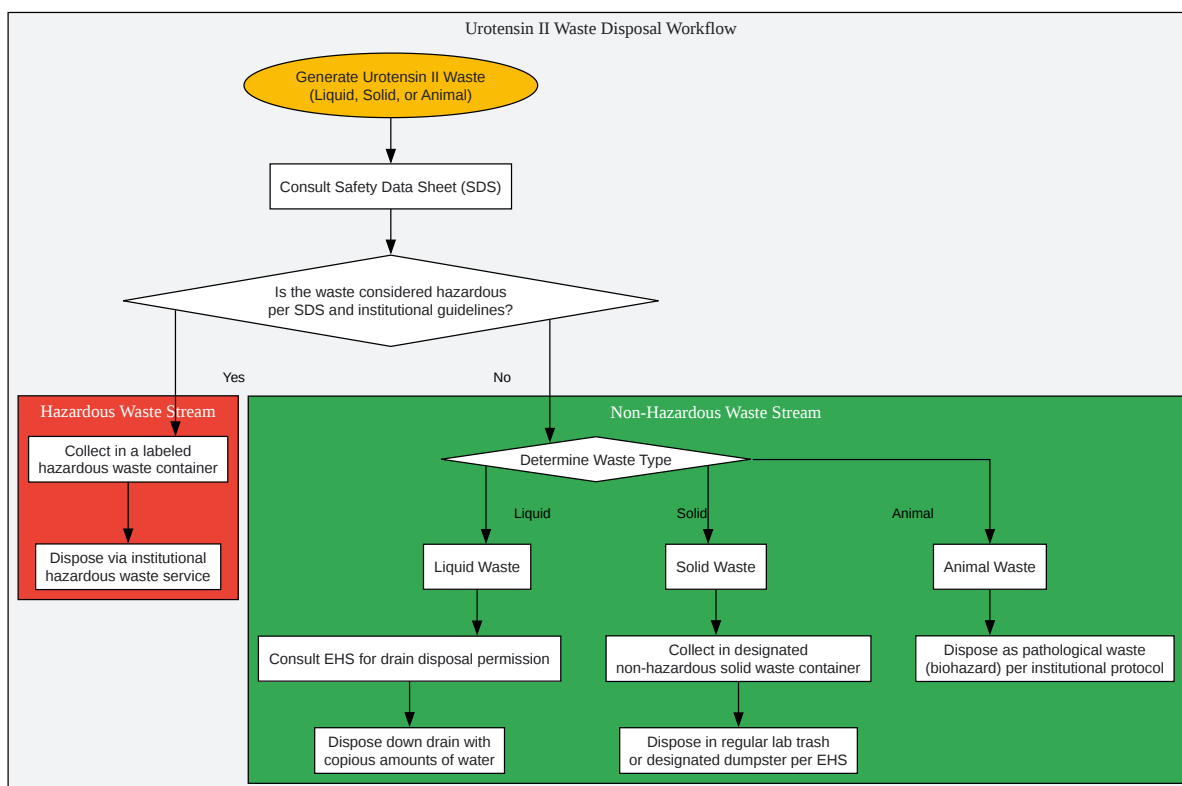 Urotensin II Waste Disposal Workflow
Generate Urotensin II Waste
(Liquid, Solid, or Animal)
Consult Safety Data Sheet (SDS)
Is the waste considered hazardous
per SDS and institutional guidelines?
Yes
No
Hazardous Waste Stream
Collect in a labeled
hazardous waste container
Dispose via institutional
hazardous waste service
Non-Hazardous Waste Stream
Determine Waste Type
Liquid
Solid
Animal
Liquid Waste
Solid Waste
Animal Waste
Consult EHS for drain disposal permission
Collect in designated
non-hazardous solid waste container
Dispose as pathological waste
(biohazard) per institutional protocol
Dispose down drain with
copious amounts of water
Dispose in regular lab trash
or designated dumpster per EHS